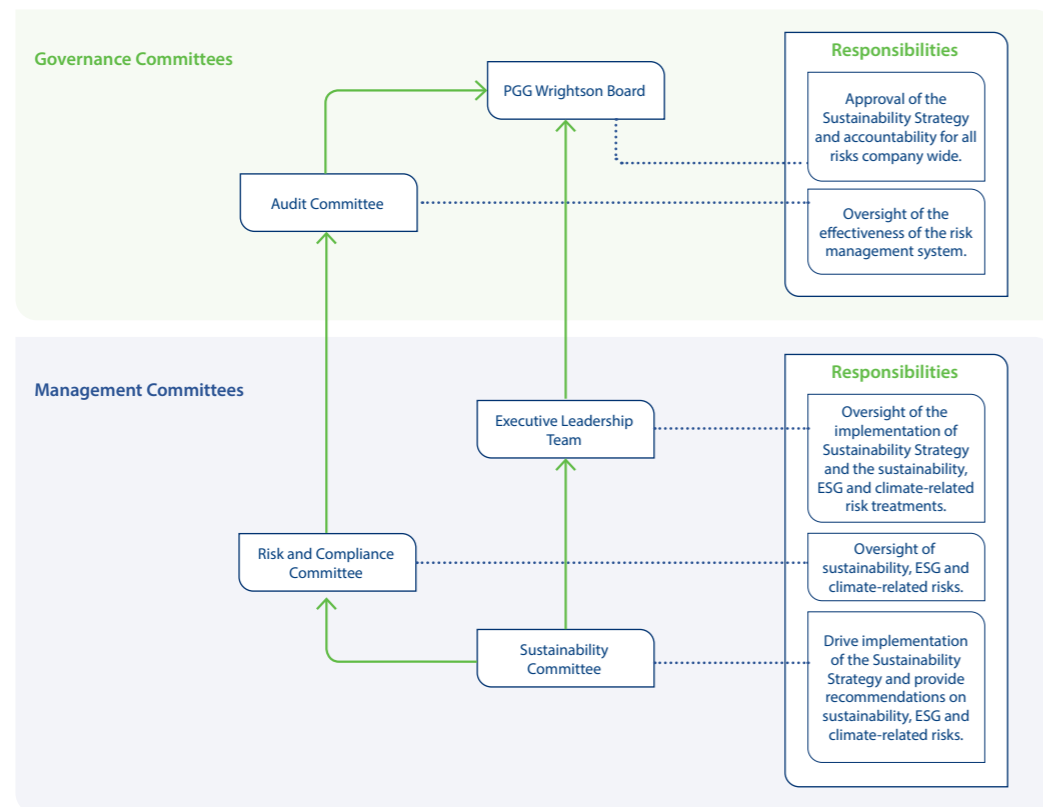 Governance Committees
PGG Wrightson Board
Audit Committee
Responsibilities
Approval of the
Sustainability Strategy
and accountability for all
risks company wide.
Oversight of the
effectiveness of the risk
management system.
Management Committees
Executive Leadership
Team
Risk and Compliance
Committee
Sustainability
Committee
Responsibilities
Oversight of the
implementation of
Sustainability Strategy
and the sustainability,
ESG and climate-related
risk treatments.
Oversight of
sustainability, ESG and
climate-related risks.
Drive implementation
of the Sustainability
Strategy and provide
recommendations on
sustainability, ESG and
climate-related risks.